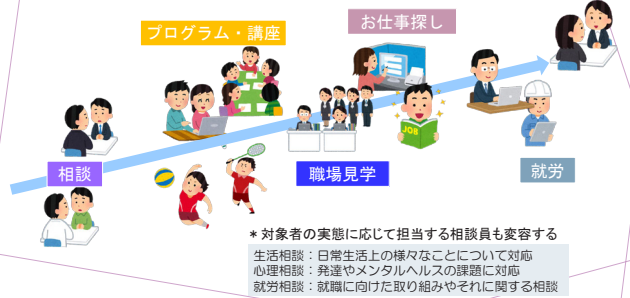 お仕事探し
プログラム・講座
JOB
相談
職場見学
就労
＊対象者の実態に応じて担当する相談員も変容する
生活相談：日常生活上の様々なことについて対応
心理相談：発達やメンタルヘルスの課題に対応
就労相談：就職に向けた取り組みやそれに関する相談